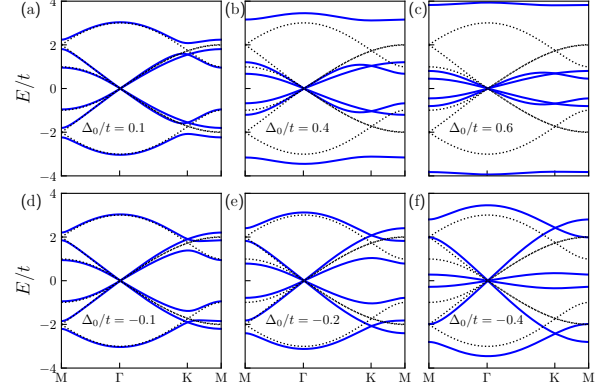 (a) (b) (c)
4
2
0
−2
−4
E/t
Δ₀/t = 0.1
Δ₀/t = 0.4
Δ₀/t = 0.6
(d) (e) (f)
4
2
0
−2
−4
E/t
Δ₀/t = −0.1
Δ₀/t = −0.2
Δ₀/t = −0.4
M Γ K M Γ K M Γ K M